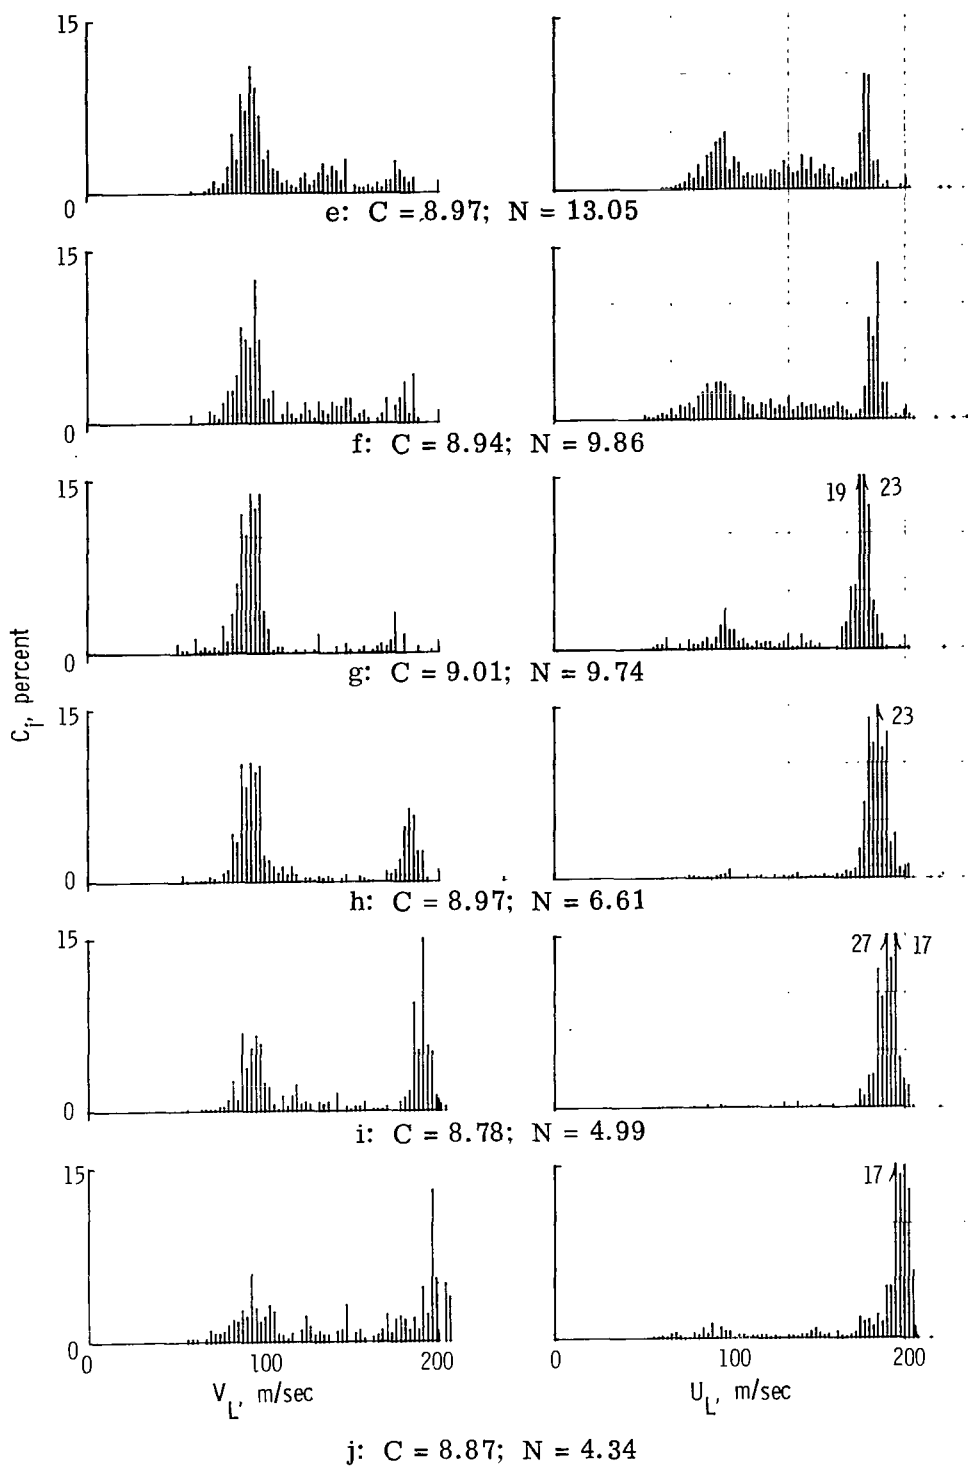 15
0
e: C = 8.97; N = 13.05
15
0
f: C = 8.94; N = 9.86
15
19 23
0
g: C = 9.01; N = 9.74
C_i, percent
15
23
0
h: C = 8.97; N = 6.61
15
27 17
0
i: C = 8.78; N = 4.99
15
17
0
0 100 200
0 100 200
V_L, m/sec
U_L, m/sec
j: C = 8.87; N = 4.34